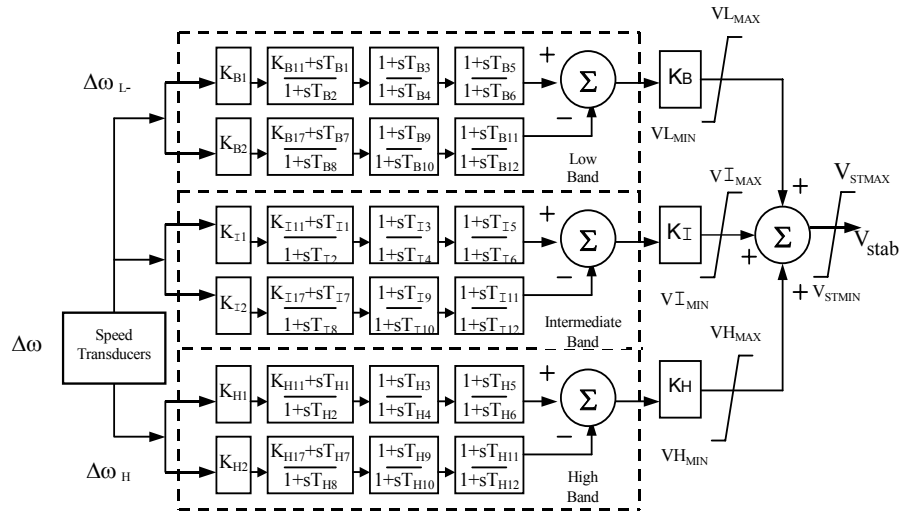 VL_MAX
K_B1
K_B11+sT_B1
1+sT_B2
1+sT_B3
1+sT_B4
1+sT_B5
1+sT_B6
+
Σ
K_B
Δω L-
VL_MIN
K_B2
K_B17+sT_B7
1+sT_B8
1+sT_B9
1+sT_B10
1+sT_B11
1+sT_B12
−
Low
Band
VI_MAX
+
V_STMAX
K_I1
K_I11+sT_I1
1+sT_I2
1+sT_I3
1+sT_I4
1+sT_I5
1+sT_I6
+
Σ
K_I
+
Σ
V_stab
K_I2
K_I17+sT_I7
1+sT_I8
1+sT_I9
1+sT_I10
1+sT_I11
1+sT_I12
−
VI_MIN
+
V_STMIN
Intermediate
Band
Δω
Speed
Transducers
VH_MAX
K_H1
K_H11+sT_H1
1+sT_H2
1+sT_H3
1+sT_H4
1+sT_H5
1+sT_H6
+
Σ
K_H
K_H2
K_H17+sT_H7
1+sT_H8
1+sT_H9
1+sT_H10
1+sT_H11
1+sT_H12
−
VH_MIN
Δω H
High
Band